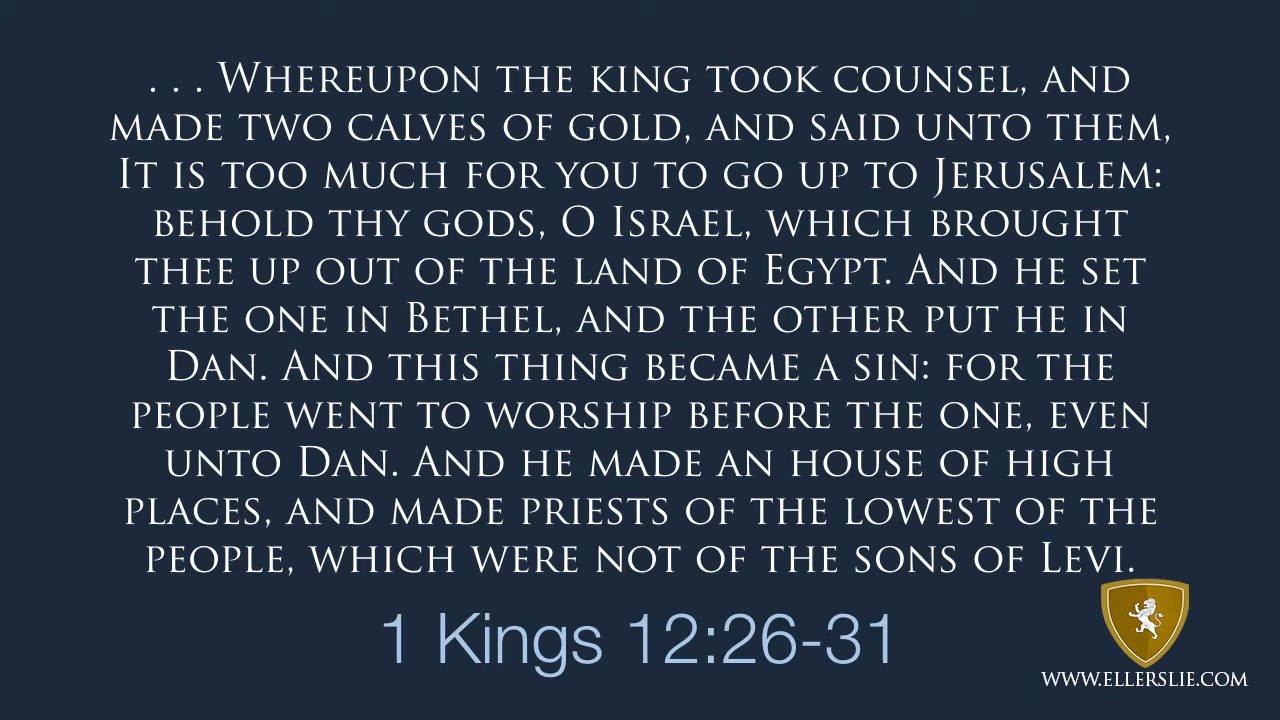 . . . Whereupon the king took counsel, and
made two calves of gold, and said unto them,
It is too much for you to go up to Jerusalem:
behold thy gods, O Israel, which brought
thee up out of the land of Egypt. And he set
the one in Bethel, and the other put he in
Dan. And this thing became a sin: for the
people went to worship before the one, even
unto Dan. And he made an house of high
places, and made priests of the lowest of the
people, which were not of the sons of Levi.
1 Kings 12:26-31
www.ellerslie.com